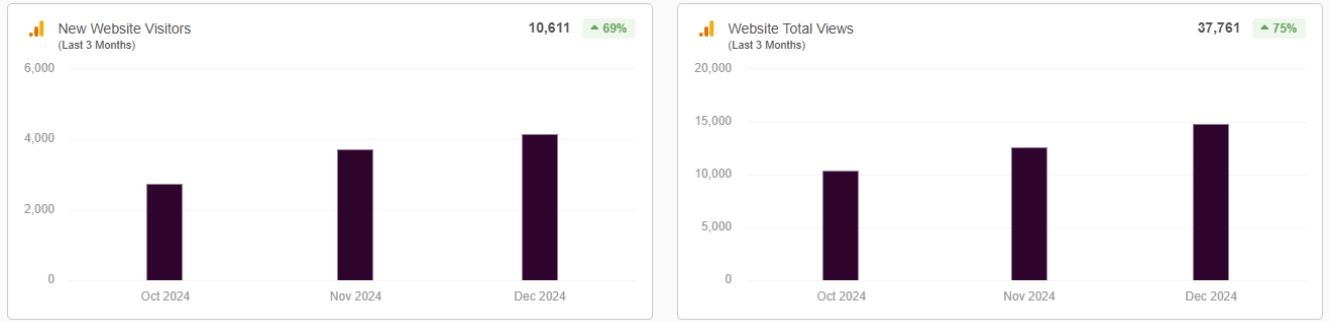 New Website Visitors
(Last 3 Months)
10,611
69%
6,000
4,000
2,000
0
Oct 2024
Nov 2024
Dec 2024
Website Total Views
(Last 3 Months)
37,761
75%
20,000
15,000
10,000
5,000
0
Oct 2024
Nov 2024
Dec 2024